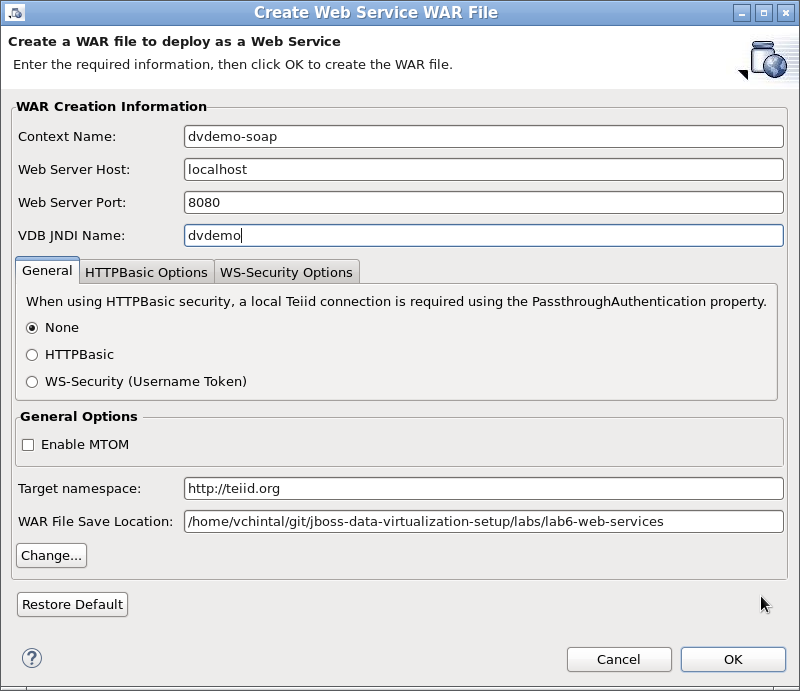 Create Web Service WAR File
Create a WAR file to deploy as a Web Service
Enter the required information, then click OK to create the WAR file.
WAR Creation Information
Context Name: dvdemo-soap
Web Server Host: localhost
Web Server Port: 8080
VDB JNDI Name: dvdemo
General HTTPBasic Options WS-Security Options
When using HTTPBasic security, a local Teiid connection is required using the PassthroughAuthentication property.
None
HTTPBasic
WS-Security (Username Token)
General Options
Enable MTOM
Target namespace: http://teiid.org
WAR File Save Location: /home/vchintal/git/jboss-data-virtualization-setup/labs/lab6-web-services
Change...
Restore Default
? Cancel OK